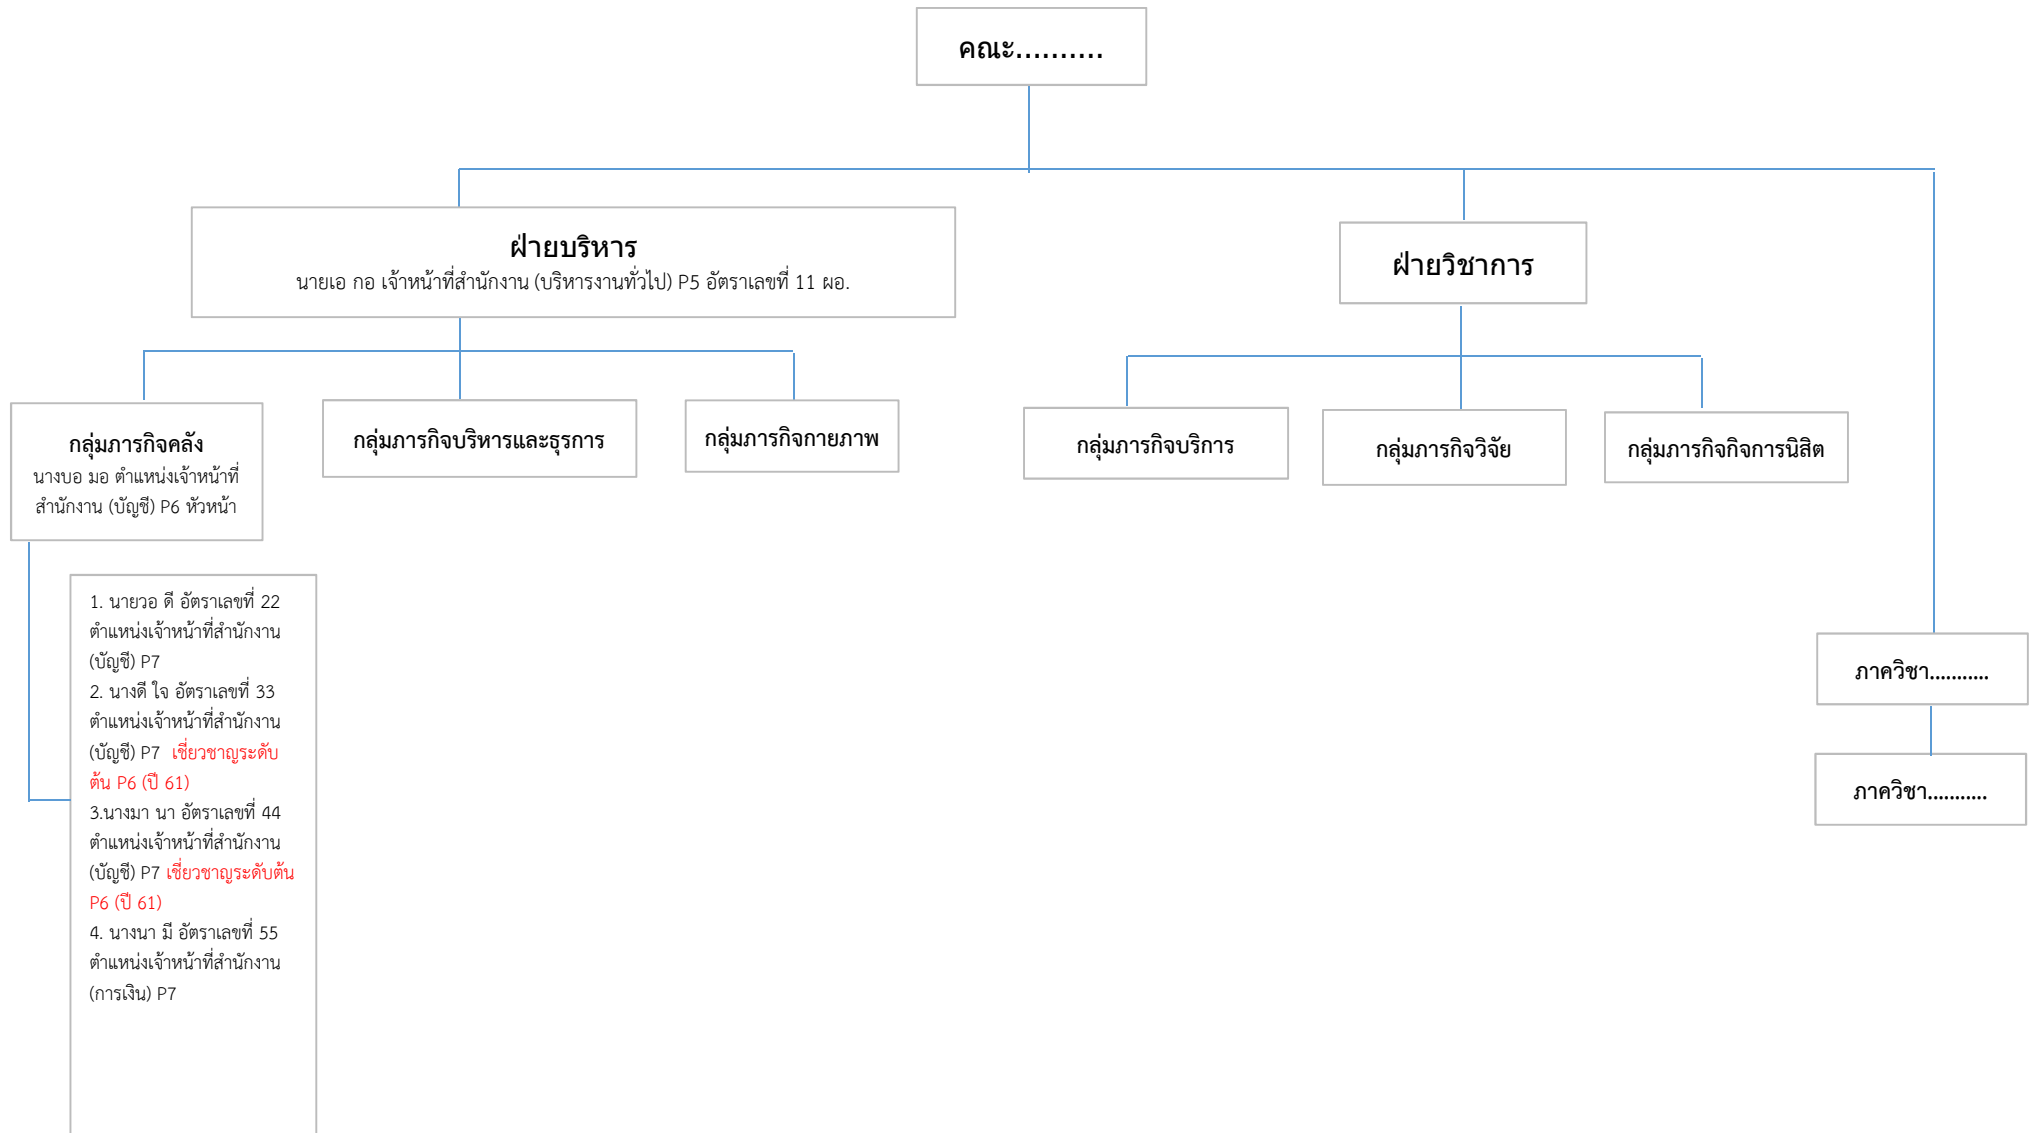 คณะ..........
ฝ่ายบริหาร
นายเอ กอ เจ้าหน้าที่สำนักงาน (บริหารงานทั่วไป) P5 อัตราเลขที่ 11 ผอ.
ฝ่ายวิชาการ
กลุ่มภารกิจคลัง
นางบอ มอ ตำแหน่งเจ้าหน้าที่
สำนักงาน (บัญชี) P6 หัวหน้า
กลุ่มภารกิจบริหารและธุรการ
กลุ่มภารกิจกายภาพ
กลุ่มภารกิจบริการ
กลุ่มภารกิจวิจัย
กลุ่มภารกิจกิจการนิสิต
1. นายวอ ดี อัตราเลขที่ 22
ตำแหน่งเจ้าหน้าที่สำนักงาน
(บัญชี) P7
2. นางดี ใจ อัตราเลขที่ 33
ตำแหน่งเจ้าหน้าที่สำนักงาน
(บัญชี) P7 เชี่ยวชาญระดับ
ต้น P6 (ปี 61)
3.นางมา นา อัตราเลขที่ 44
ตำแหน่งเจ้าหน้าที่สำนักงาน
(บัญชี) P7 เชี่ยวชาญระดับต้น
P6 (ปี 61)
4. นางนา มี อัตราเลขที่ 55
ตำแหน่งเจ้าหน้าที่สำนักงาน
(การเงิน) P7
ภาควิชา...........
ภาควิชา...........